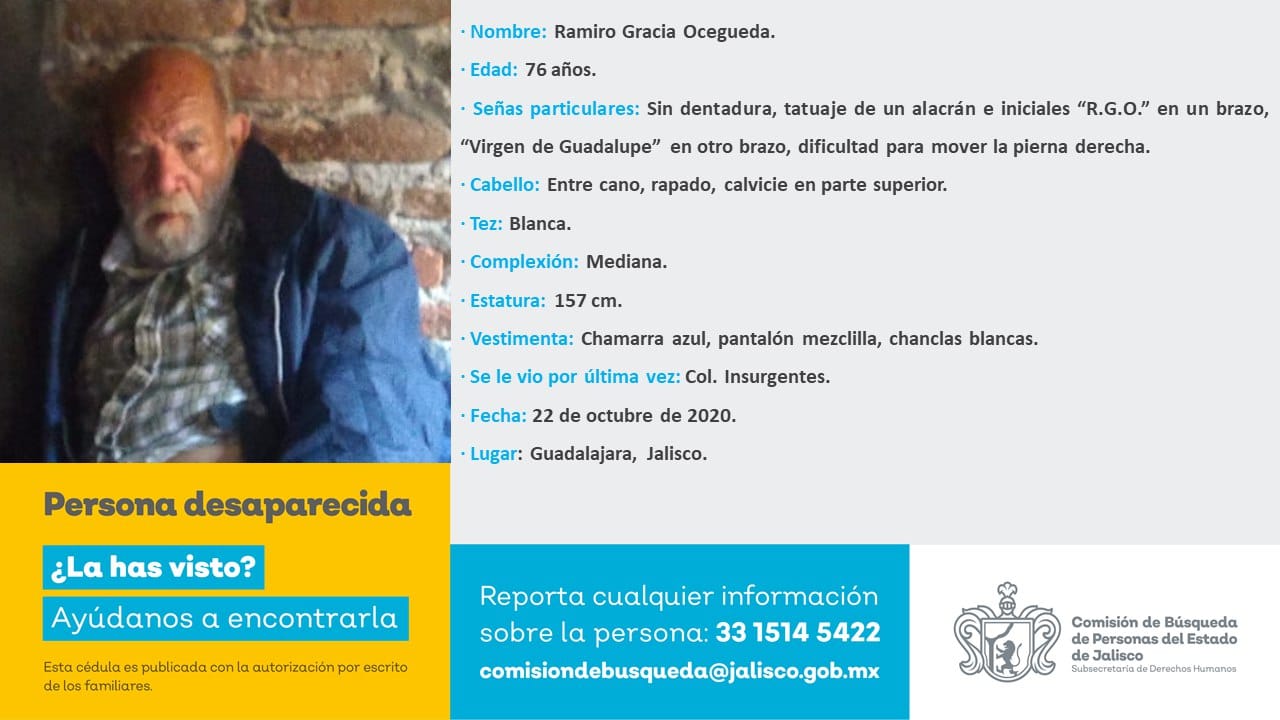 · Nombre: Ramiro Gracia Ocegueda.
· Edad: 76 años.
· Señas particulares: Sin dentadura, tatuaje de un alacrán e iniciales “R.G.O.” en un brazo,
“Virgen de Guadalupe” en otro brazo, dificultad para mover la pierna derecha.
· Cabello: Entre cano, rapado, calvicie en parte superior.
· Tez: Blanca.
· Complexión: Mediana.
· Estatura: 157 cm.
· Vestimenta: Chamarra azul, pantalón mezclilla, chanclas blancas.
· Se le vio por última vez: Col. Insurgentes.
· Fecha: 22 de octubre de 2020.
· Lugar: Guadalajara, Jalisco.
Persona desaparecida
¿La has visto?
Ayúdanos a encontrarla
Esta cédula es publicada con la autorización por escrito
de los familiares.
Reporta cualquier información
sobre la persona: 33 1514 5422
comisiondebusqueda@jalisco.gob.mx
Comisión de Búsqueda
de Personas del Estado
de Jalisco
Subsecretaría de Derechos Humanos